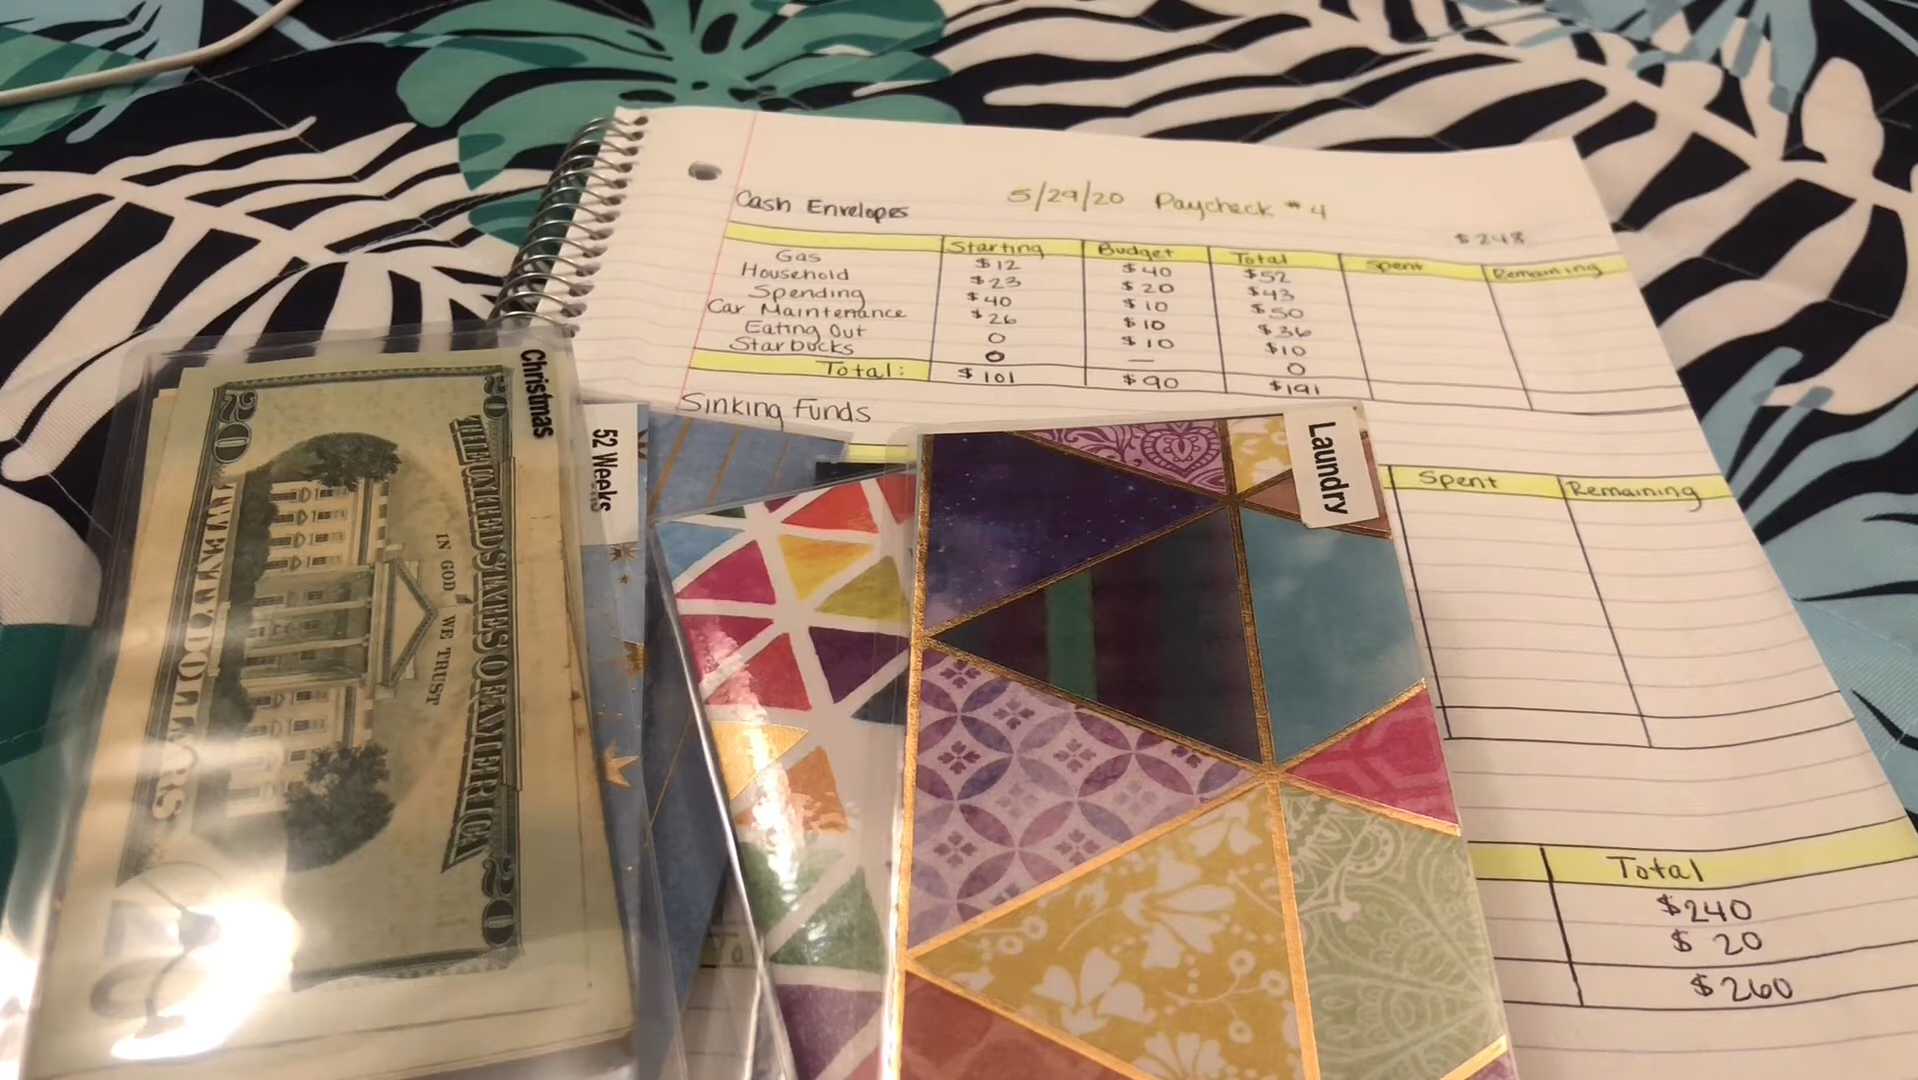 5/29/20 Paycheck #4
Cash Envelopes
$248
Starting Budget Total Spent Remaining
Gas $12 $40 $52
Household $23 $20 $43
Spending $40 $10 $50
Car Maintenance $26 $10 $36
Eating Out 0 $10 $10
Starbucks 0 — 0
Total: $101 $90 $191
Sinking Funds
Spent Remaining
Total
$240
$20
$260
Christmas
52 Weeks
Laundry
THE UNITED STATES OF AMERICA
IN GOD WE TRUST
TWENTY DOLLARS
20
20
20